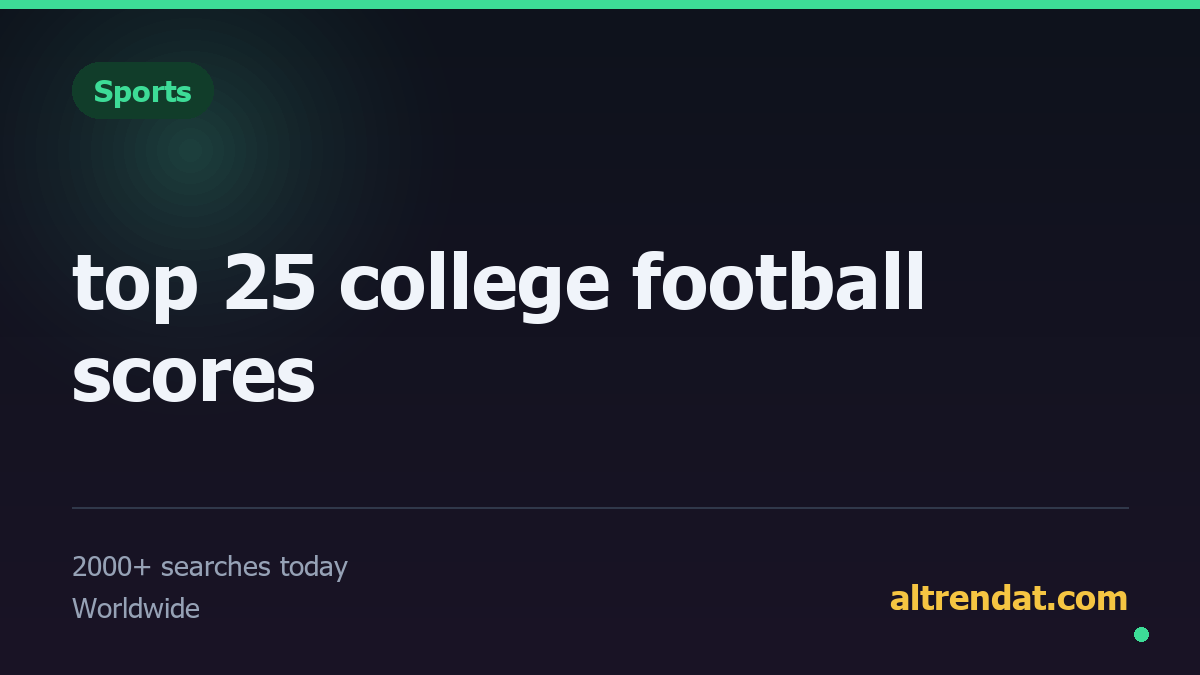 Sports
top 25 college football
scores
2000+ searches today
Worldwide
altrendat.com